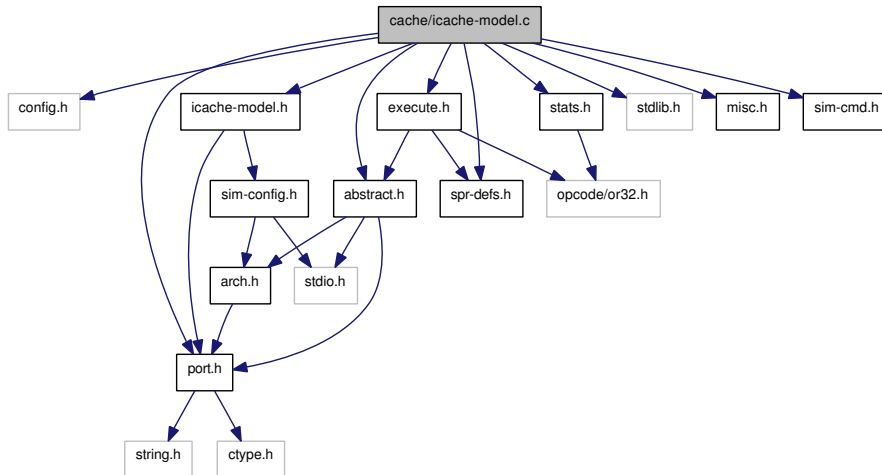 cache/icache-model.c
config.h
icache-model.h
execute.h
stats.h
stdlib.h
misc.h
sim-cmd.h
sim-config.h
abstract.h
spr-defs.h
opcode/or32.h
arch.h
stdio.h
port.h
string.h
ctype.h